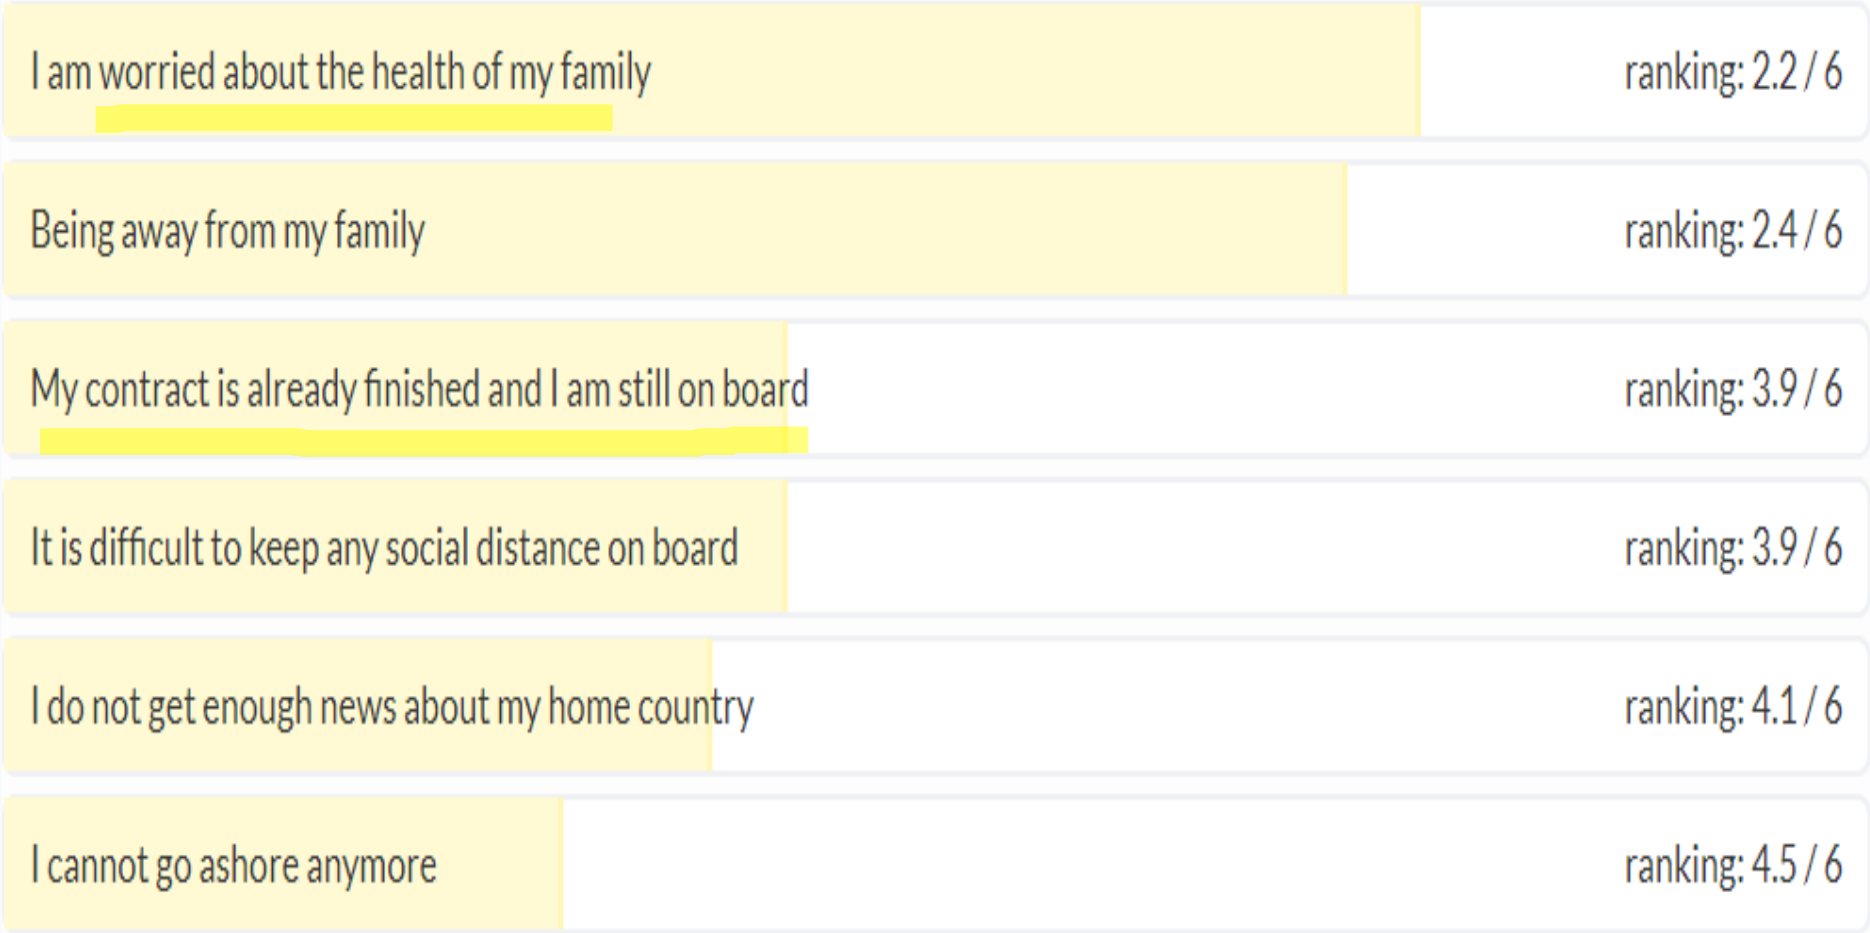 I am worried about the health of my family ranking: 2.2 / 6
Being away from my family ranking: 2.4 / 6
My contract is already finished and I am still on board ranking: 3.9 / 6
It is difficult to keep any social distance on board ranking: 3.9 / 6
I do not get enough news about my home country ranking: 4.1 / 6
I cannot go ashore anymore ranking: 4.5 / 6